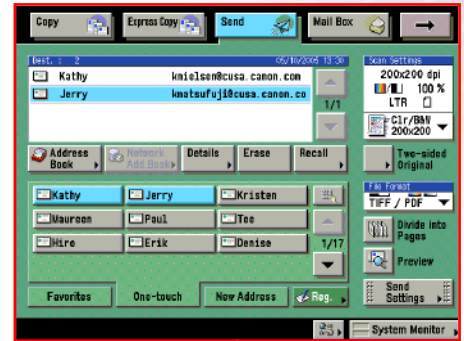 Copy Express Copy Send Mail Box
Dest. : 2 05/10/2006 13:30
Kathy knielsen@cusa.canon.com
Jerry kmatsufuji@cusa.canon.co
1/1
Address Book Network Add Book Details Erase Recall
Kathy Jerry Kristen
Maureen Paul Tee
Hiro Erik Denise 1/17
Favorites One-touch New Address Reg.
Scan Settings
200x200 dpi
100 %
LTR
Clr/B&W
200x200
Two-sided
Original
File Format
TIFF / PDF
Divide into
Pages
Preview
Send
Settings
System Monitor